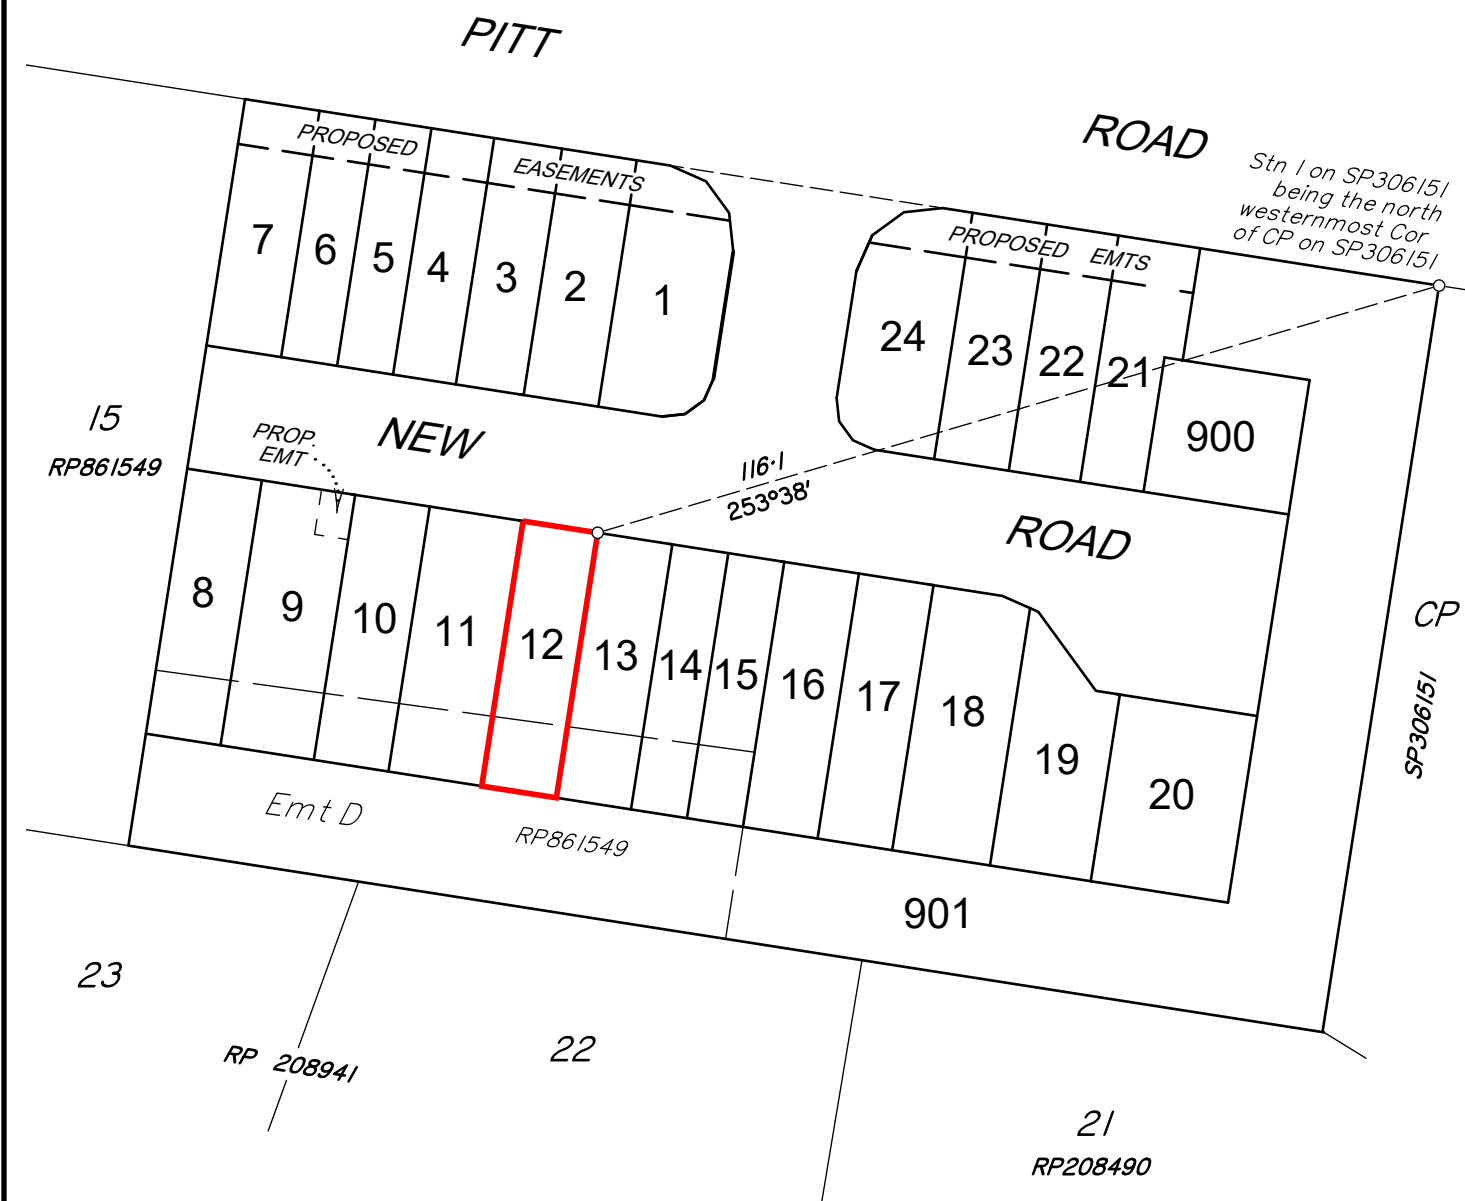 PITT
ROAD
Stn 1 on SP306151
being the north
westernmost Cor
of CP on SP306151
PROPOSED
EASEMENTS
PROPOSED EMTS
7
6
5
4
3
2
1
24
23
22
21
900
15
RP861549
PROP.
EMT
NEW
116·1
253°38'
ROAD
8
9
10
11
12
13
14
15
16
17
18
19
20
CP
SP306151
Emt D
RP861549
901
23
RP 208941
22
21
RP208490